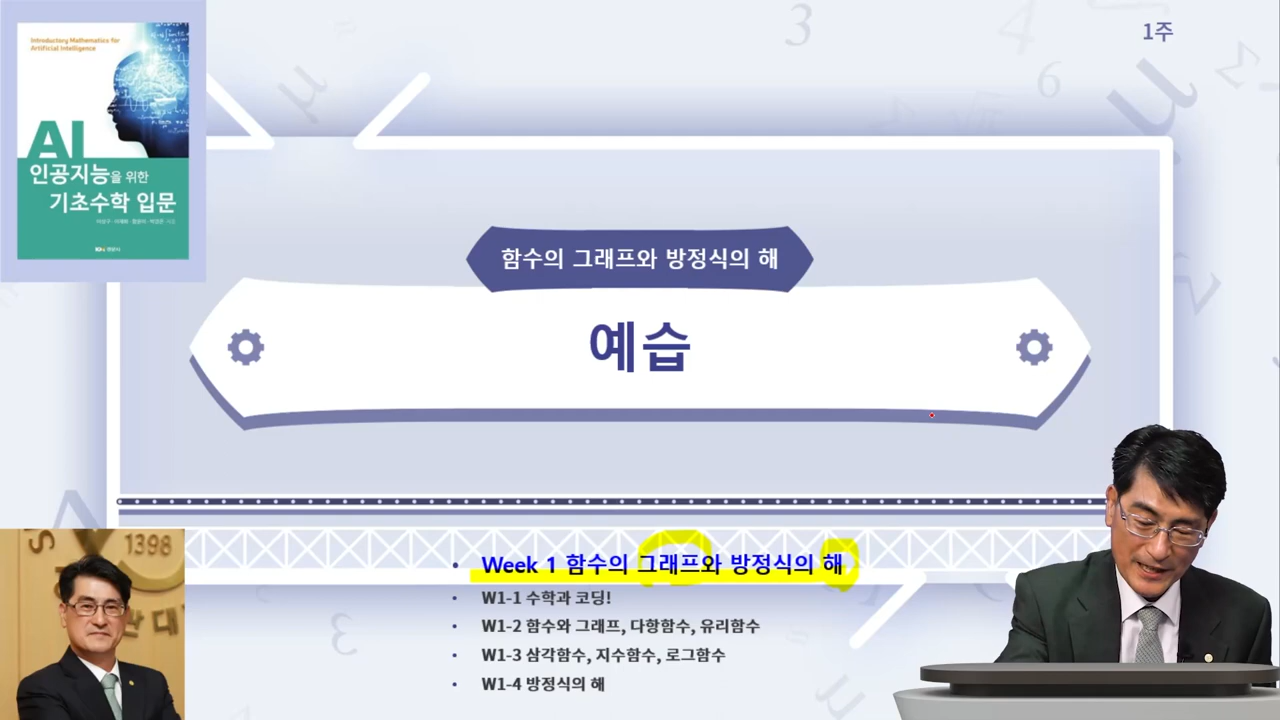 Introductory Mathematics for
Artificial Intelligence
AI
인공지능을 위한
기초수학 입문
1주
함수의 그래프와 방정식의 해
예습
1398
• Week 1 함수의 그래프와 방정식의 해
• W1-1 수학과 코딩!
• W1-2 함수와 그래프, 다항함수, 유리함수
• W1-3 삼각함수, 지수함수, 로그함수
• W1-4 방정식의 해